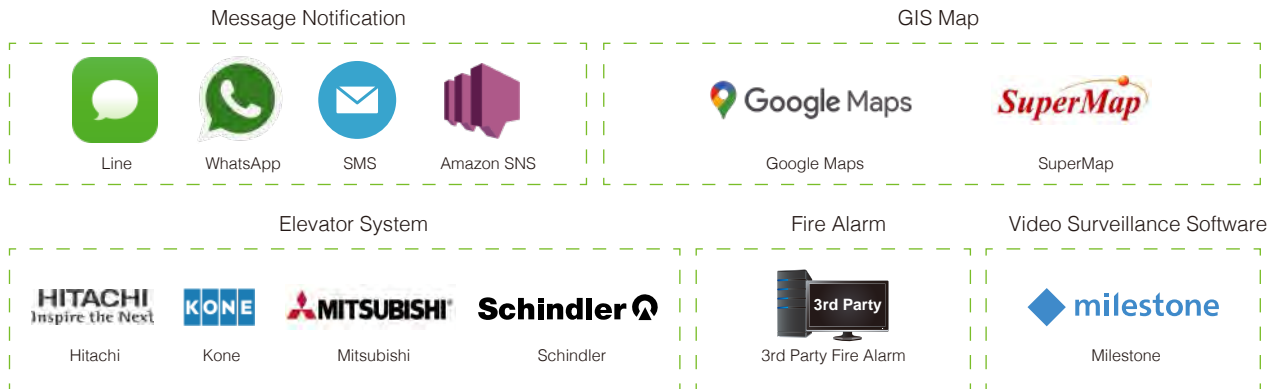 Message Notification
GIS Map
Google Maps
SuperMap
Line
WhatsApp
SMS
Amazon SNS
Google Maps
SuperMap
Elevator System
Fire Alarm
Video Surveillance Software
HITACHI
Inspire the Next
KONE
MITSUBISHI
Schindler
3rd Party
milestone
Hitachi
Kone
Mitsubishi
Schindler
3rd Party Fire Alarm
Milestone